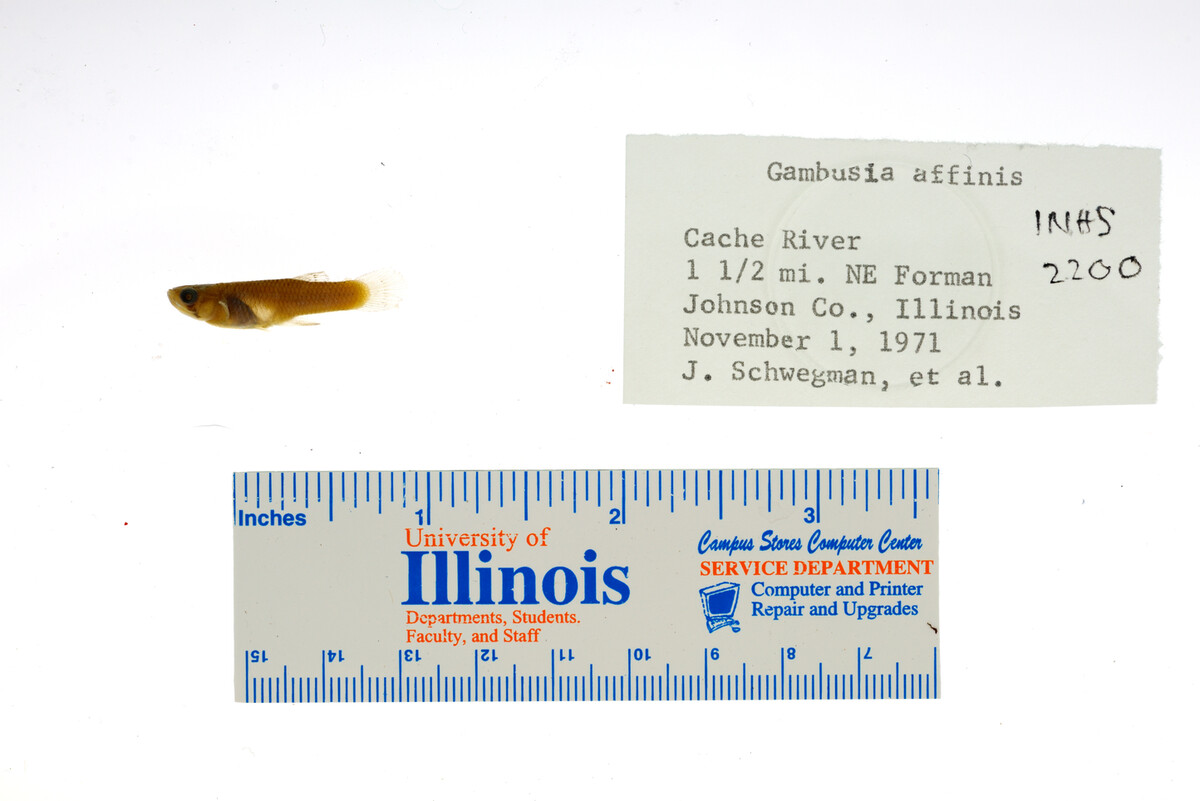 Gambusia affinis
INHS
2200
Cache River
1 1/2 mi. NE Forman
Johnson Co., Illinois
November 1, 1971
J. Schwegman, et al.
Inches 1 2 3
University of
Illinois
Departments, Students.
Faculty, and Staff
Campus Stores Computer Center
SERVICE DEPARTMENT
Computer and Printer
Repair and Upgrades
15 14 13 12 11 10 9 8 7